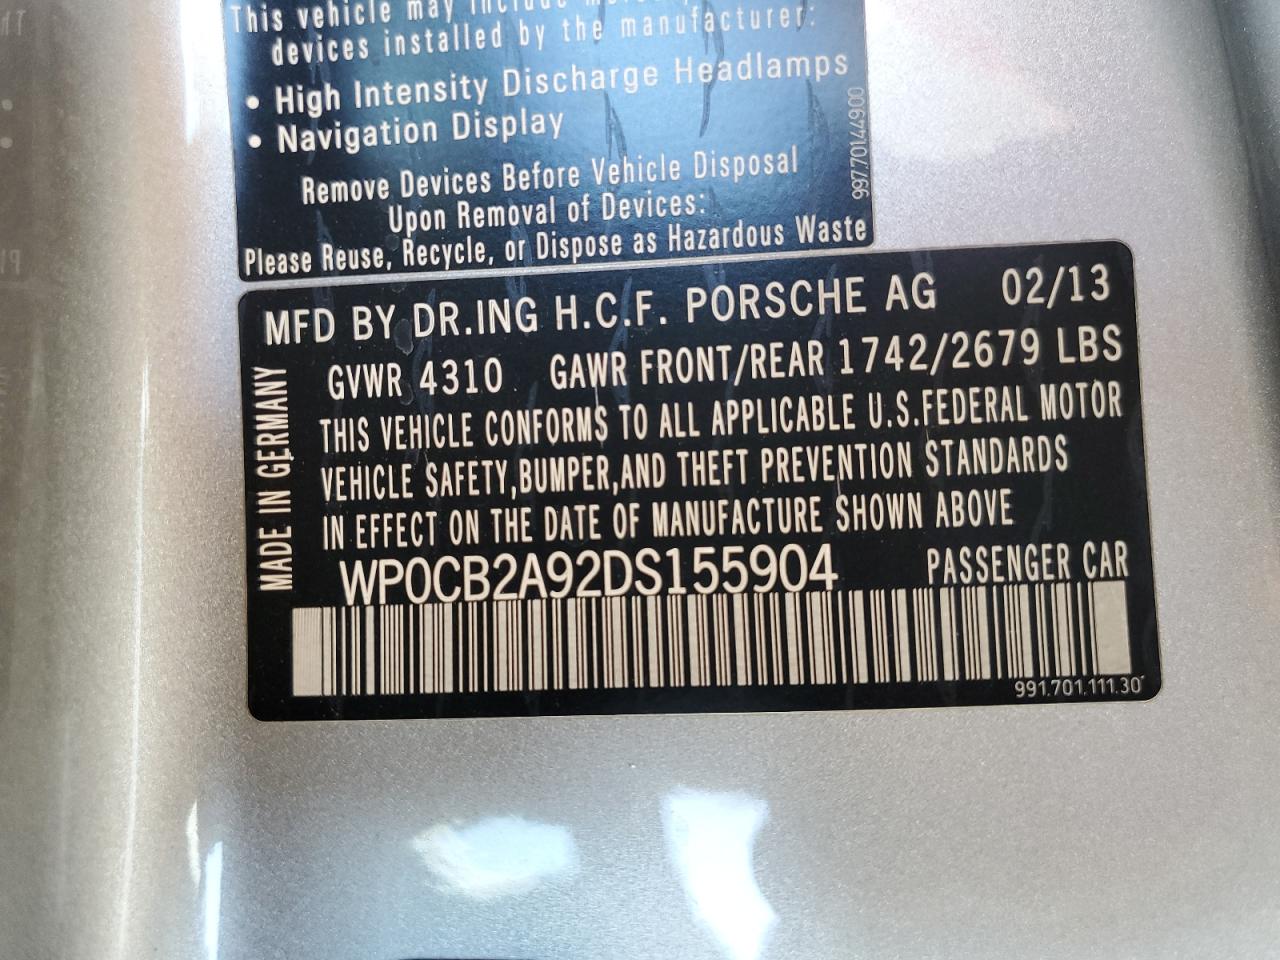 This vehicle may include
devices installed by the manufacturer:
• High Intensity Discharge Headlamps
• Navigation Display
Remove Devices Before Vehicle Disposal
Upon Removal of Devices:
Please Reuse, Recycle, or Dispose as Hazardous Waste
997.701.449.00
MFD BY DR.ING H.C.F. PORSCHE AG 02/13
GVWR 4310 GAWR FRONT/REAR 1742/2679 LBS
THIS VEHICLE CONFORMS TO ALL APPLICABLE U.S.FEDERAL MOTOR
VEHICLE SAFETY,BUMPER,AND THEFT PREVENTION STANDARDS
IN EFFECT ON THE DATE OF MANUFACTURE SHOWN ABOVE
WP0CB2A92DS155904 PASSENGER CAR
991.701.111.30
MADE IN GERMANY